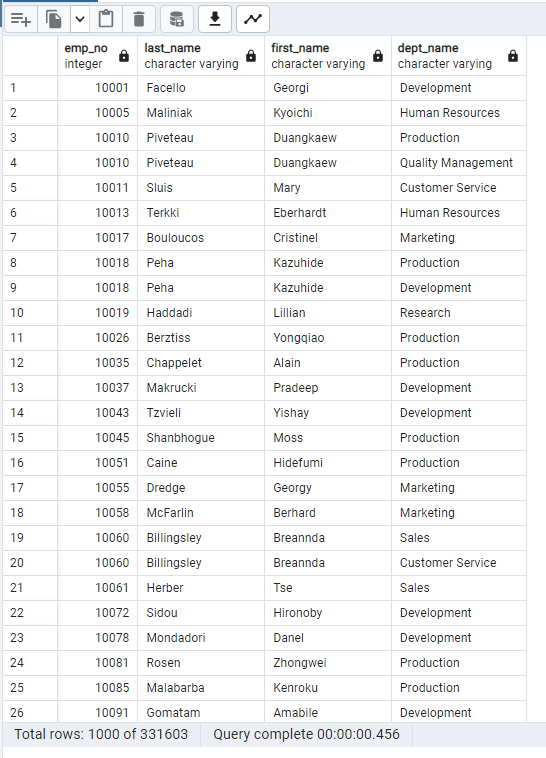 emp_no last_name first_name dept_name
integer character varying character varying character varying
1 10001 Facello Georgi Development
2 10005 Maliniak Kyoichi Human Resources
3 10010 Piveteau Duangkaew Production
4 10010 Piveteau Duangkaew Quality Management
5 10011 Sluis Mary Customer Service
6 10013 Terkki Eberhardt Human Resources
7 10017 Bouloucos Cristinel Marketing
8 10018 Peha Kazuhide Production
9 10018 Peha Kazuhide Development
10 10019 Haddadi Lillian Research
11 10026 Berztiss Yongqiao Production
12 10035 Chappelet Alain Production
13 10037 Makrucki Pradeep Development
14 10043 Tzvieli Yishay Development
15 10045 Shanbhogue Moss Production
16 10051 Caine Hidefumi Production
17 10055 Dredge Georgy Marketing
18 10058 McFarlin Berhard Marketing
19 10060 Billingsley Breannda Sales
20 10060 Billingsley Breannda Customer Service
21 10061 Herber Tse Sales
22 10072 Sidou Hironoby Development
23 10078 Mondadori Danel Development
24 10081 Rosen Zhongwei Production
25 10085 Malabarba Kenroku Production
26 10091 Gomatam Amabile Development
Total rows: 1000 of 331603 Query complete 00:00:00.456